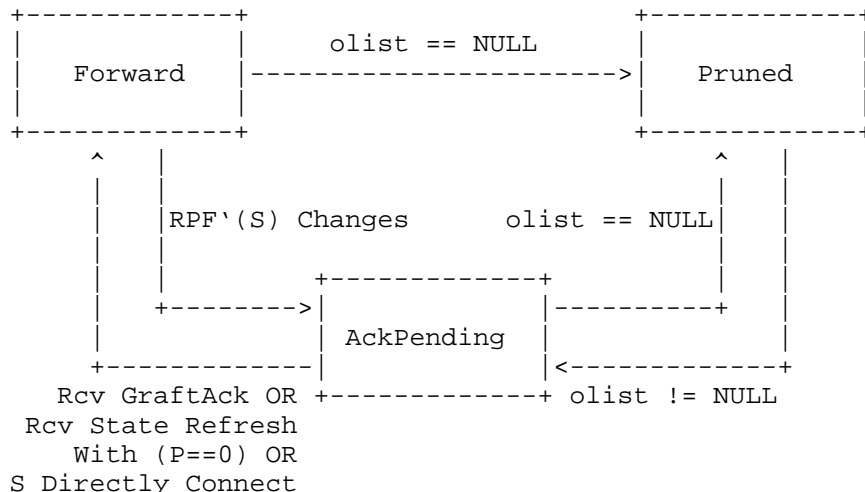 olist == NULL
Forward Pruned
RPF`(S) Changes olist == NULL
AckPending
Rcv GraftAck OR olist != NULL
Rcv State Refresh
With (P==0) OR
S Directly Connect